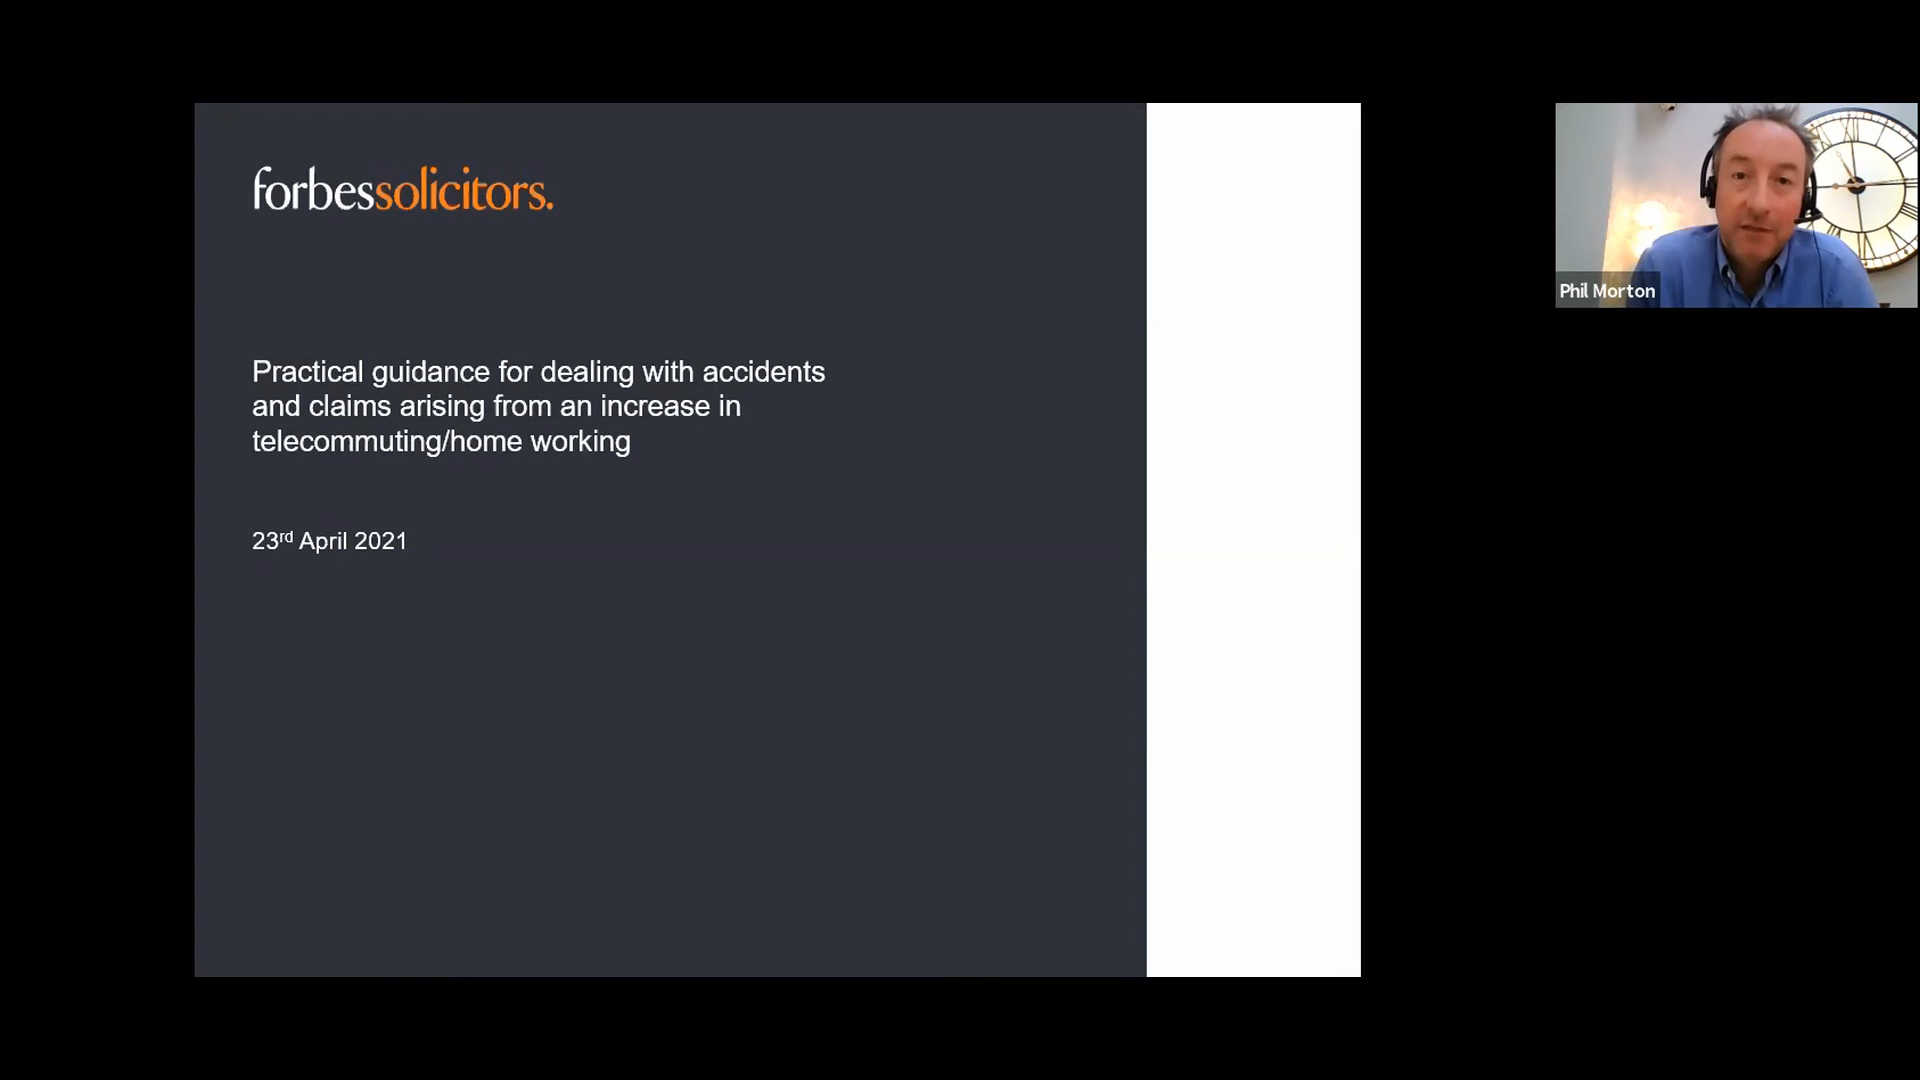 forbessolicitors.
Practical guidance for dealing with accidents
and claims arising from an increase in
telecommuting/home working
23rd April 2021
Phil Morton